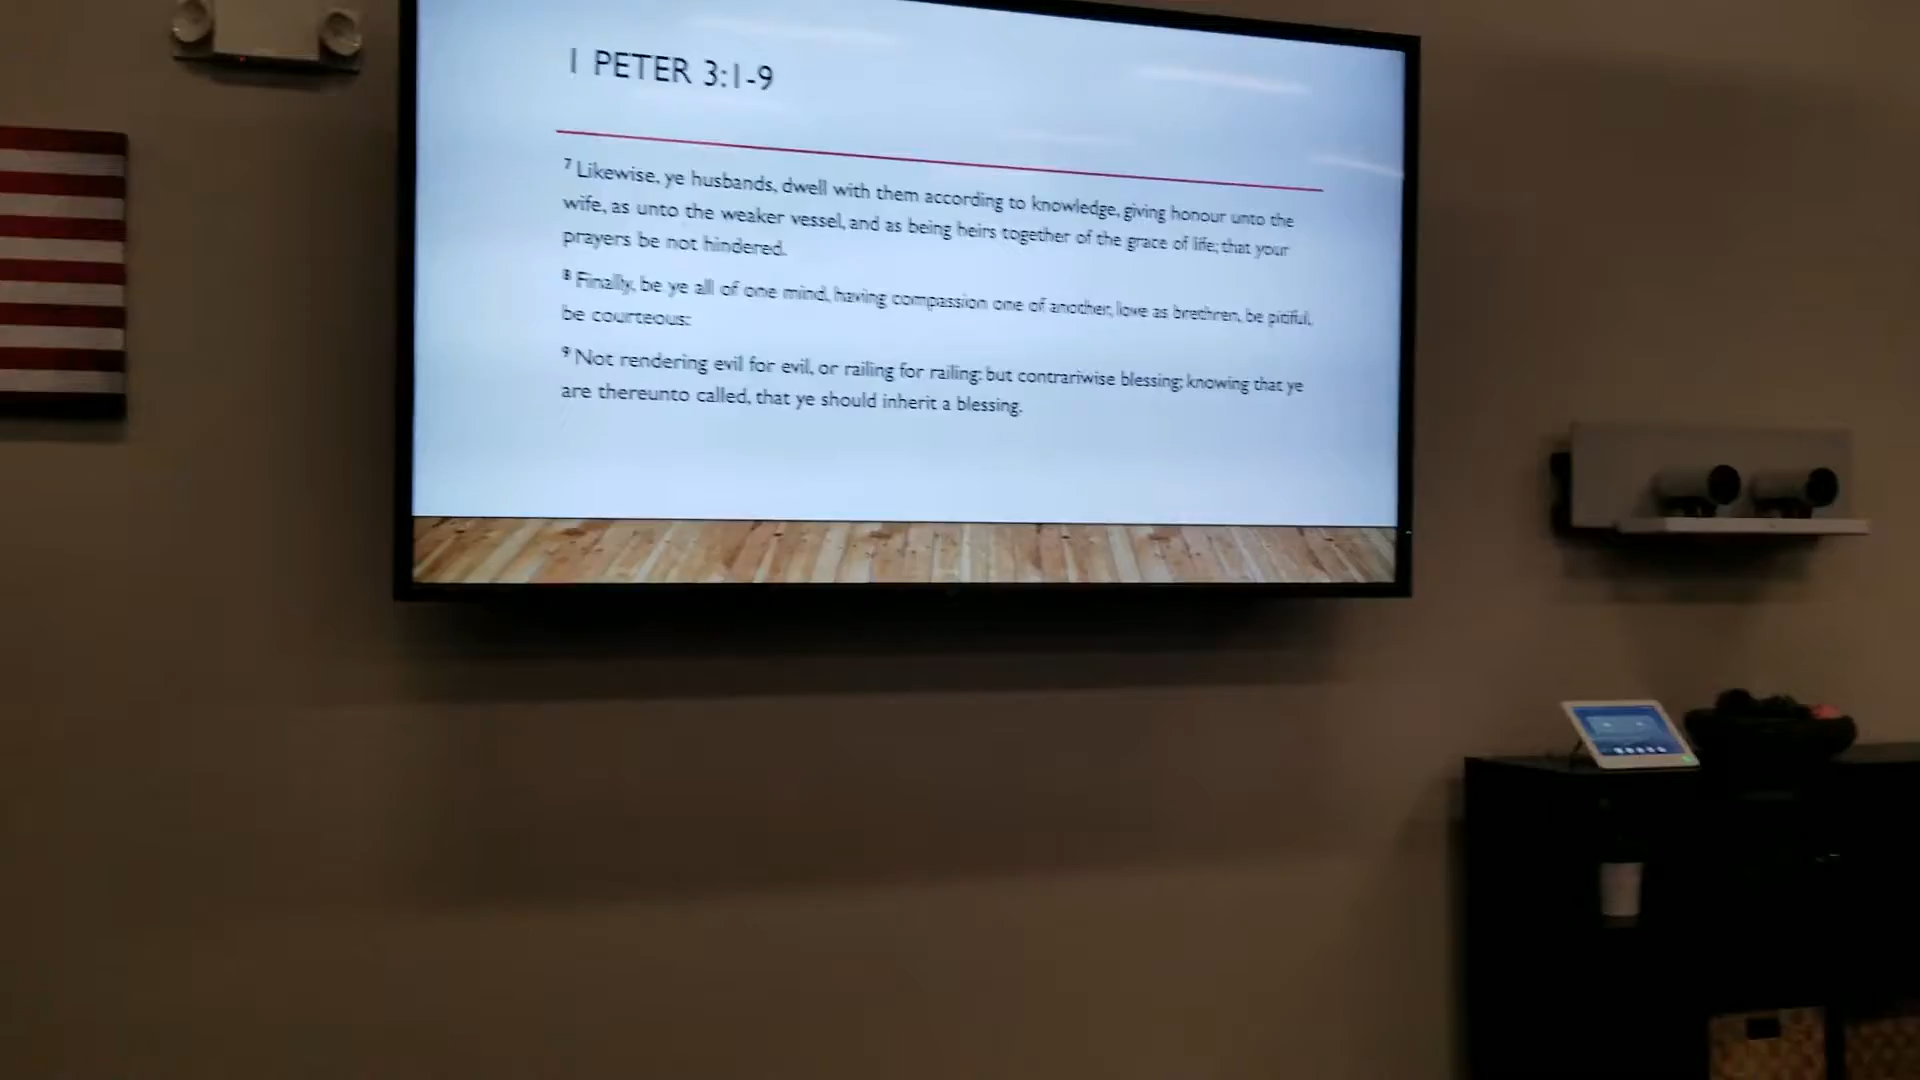 1 PETER 3:1-9
7 Likewise, ye husbands, dwell with them according to knowledge, giving honour unto the
wife, as unto the weaker vessel, and as being heirs together of the grace of life; that your
prayers be not hindered.
8 Finally, be ye all of one mind, having compassion one of another, love as brethren, be pitiful,
be courteous:
9 Not rendering evil for evil, or railing for railing: but contrariwise blessing; knowing that ye
are thereunto called, that ye should inherit a blessing.